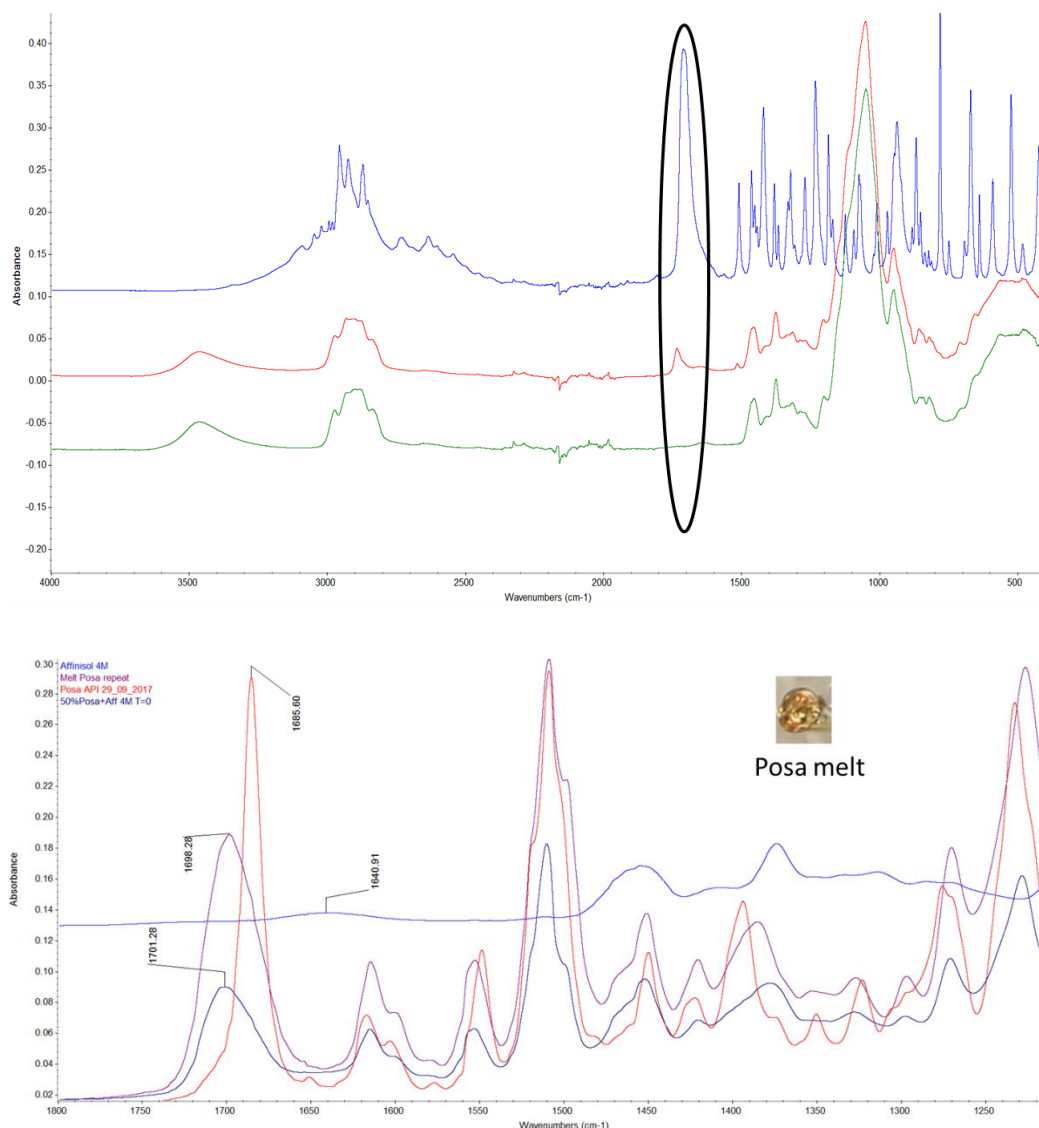 0.40
0.35
0.30
0.25
0.20
0.15
0.10
0.05
0.00
-0.05
-0.10
-0.15
-0.20
Absorbance
4000 3500 3000 2500 2000 1500 1000 500
Wavenumbers (cm-1)
Affinisol 4M
Melt Posa repeat
Posa API 29_09_2017
50%Posa+Aff 4M T=0
0.30
0.28
0.26
0.24
0.22
0.20
0.18
0.16
0.14
0.12
0.10
0.08
0.06
0.04
0.02
Absorbance
1685.60
1698.28
1640.91
1701.28
Posa melt
1800 1750 1700 1650 1600 1550 1500 1450 1400 1350 1300 1250
Wavenumbers (cm-1)